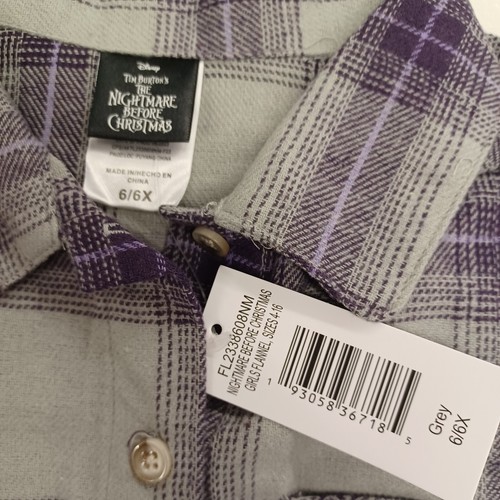 Disney
TIM BURTON'S
THE
NIGHTMARE
BEFORE
CHRISTMAS
MADE IN/HECHO EN
CHINA
6/6X
FL2338608NM
NIGHTMARE BEFORE CHRISTMAS
GIRLS FLANNEL SIZES 4-16
1 93058 36718 5
Grey
6/6X